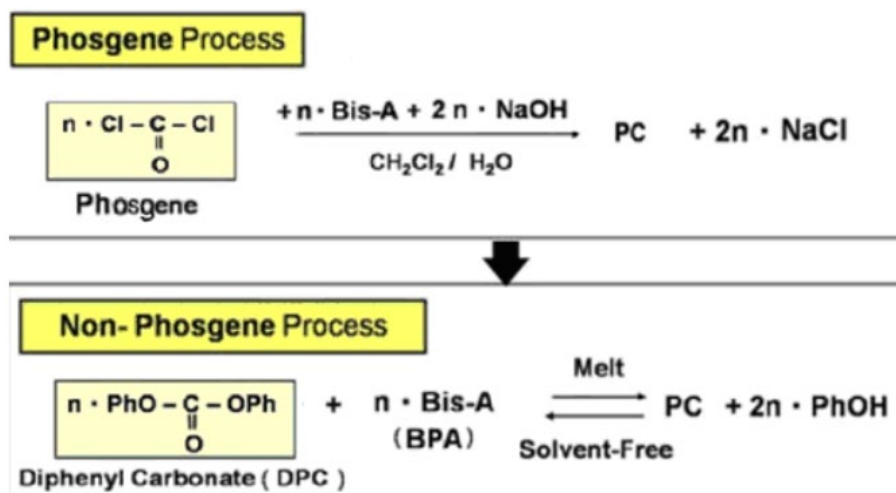 Phosgene Process
n · Cl – C – Cl
O
Phosgene
+n · Bis-A + 2 n · NaOH
CH₂Cl₂ / H₂O
PC + 2n · NaCl
Non- Phosgene Process
n · PhO – C – OPh
O
Diphenyl Carbonate ( DPC )
+ n · Bis-A
(BPA)
Melt
Solvent-Free
PC + 2n · PhOH